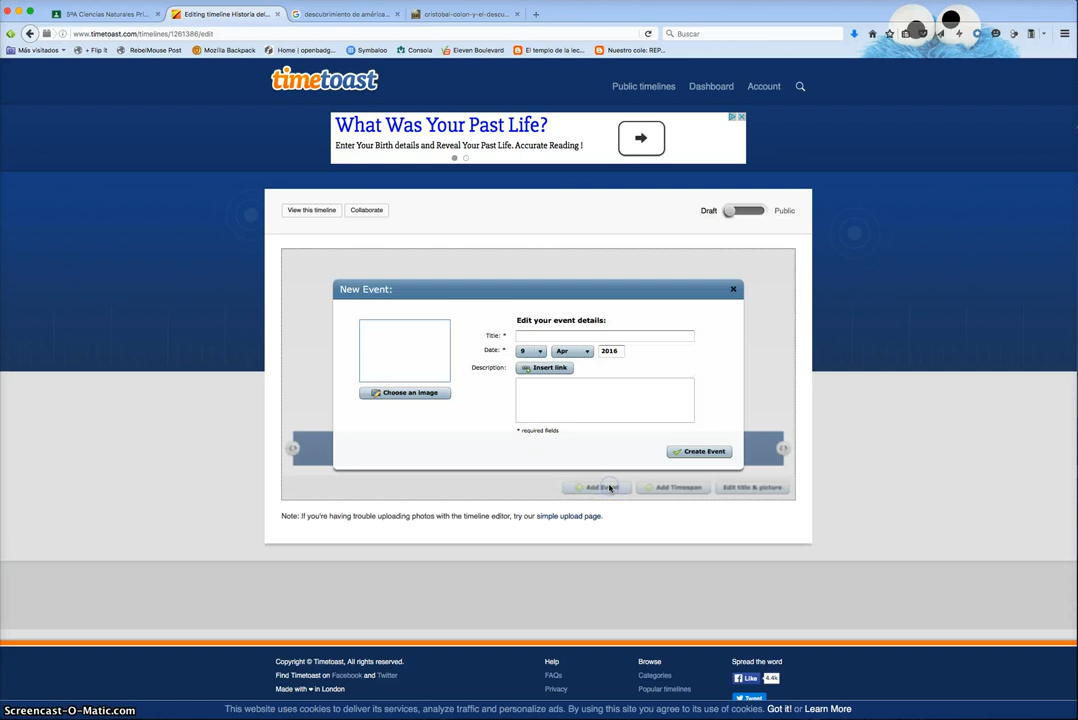 5ºA Ciencias Naturales Pri...
Editing timeline Historia del...
descubrimiento de américa...
cristobal-colon-y-el-descu...
www.timetoast.com/timelines/1261386/edit
Buscar
Más visitados
+ Flip it
RebelMouse Post
Mozilla Backpack
Home | openbadg...
Symbaloo
Consola
Eleven Boulevard
El templo de la lec...
Nuestro cole: REP...
timetoast
Public timelines
Dashboard
Account
What Was Your Past Life?
Enter Your Birth details and Reveal Your Past Life. Accurate Reading !
View this timeline
Collaborate
Draft
Public
New Event:
Edit your event details:
Title: *
Date: *
9
Apr
2016
Description:
Insert link
Choose an image
* required fields
Create Event
Add Event
Add Timespan
Edit title & picture
Note: If you're having trouble uploading photos with the timeline editor, try our simple upload page.
Copyright © Timetoast, All rights reserved.
Find Timetoast on Facebook and Twitter
Made with ♥ in London
Help
FAQs
Privacy
Browse
Categories
Popular timelines
Spread the word
Like
4.4k
Tweet
This website uses cookies to deliver its services, analyze traffic and personalize ads. By using this site you agree to its use of cookies. Got it! or Learn More
Screencast-O-Matic.com